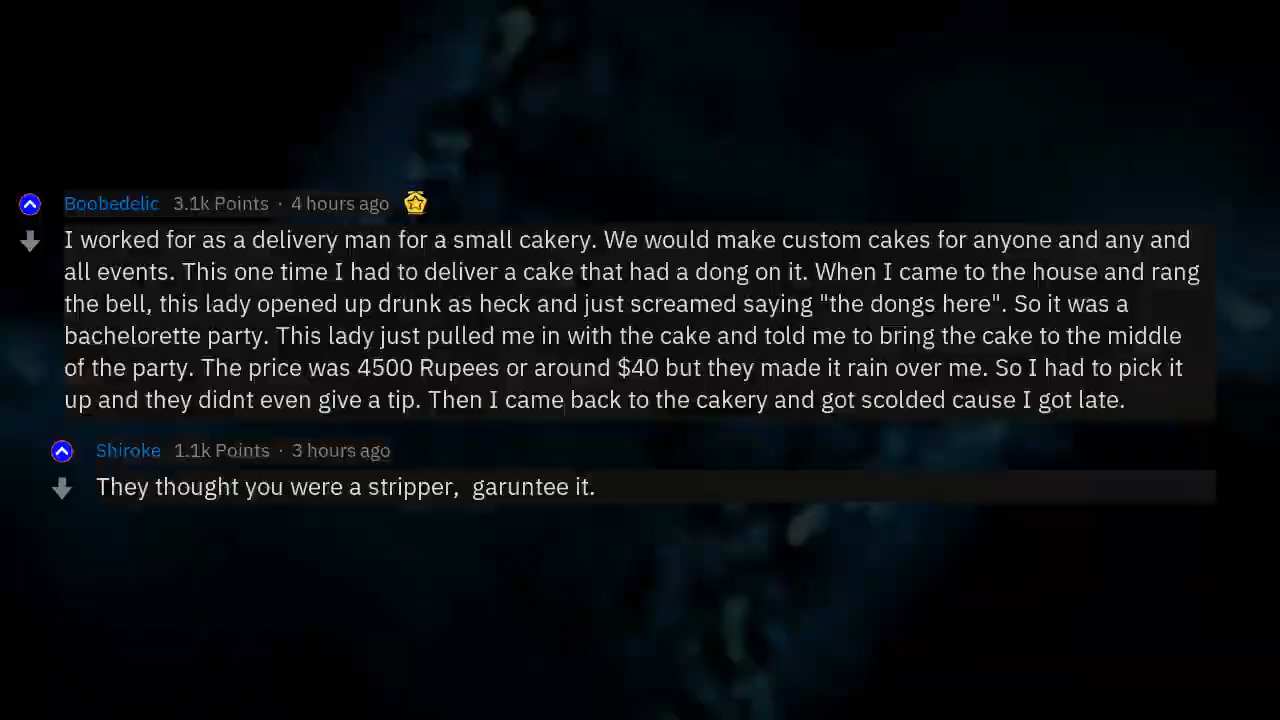 Boobedelic 3.1k Points · 4 hours ago
I worked for as a delivery man for a small cakery. We would make custom cakes for anyone and any and
all events. This one time I had to deliver a cake that had a dong on it. When I came to the house and rang
the bell, this lady opened up drunk as heck and just screamed saying "the dongs here". So it was a
bachelorette party. This lady just pulled me in with the cake and told me to bring the cake to the middle
of the party. The price was 4500 Rupees or around $40 but they made it rain over me. So I had to pick it
up and they didnt even give a tip. Then I came back to the cakery and got scolded cause I got late.
Shiroke 1.1k Points · 3 hours ago
They thought you were a stripper,  garuntee it.